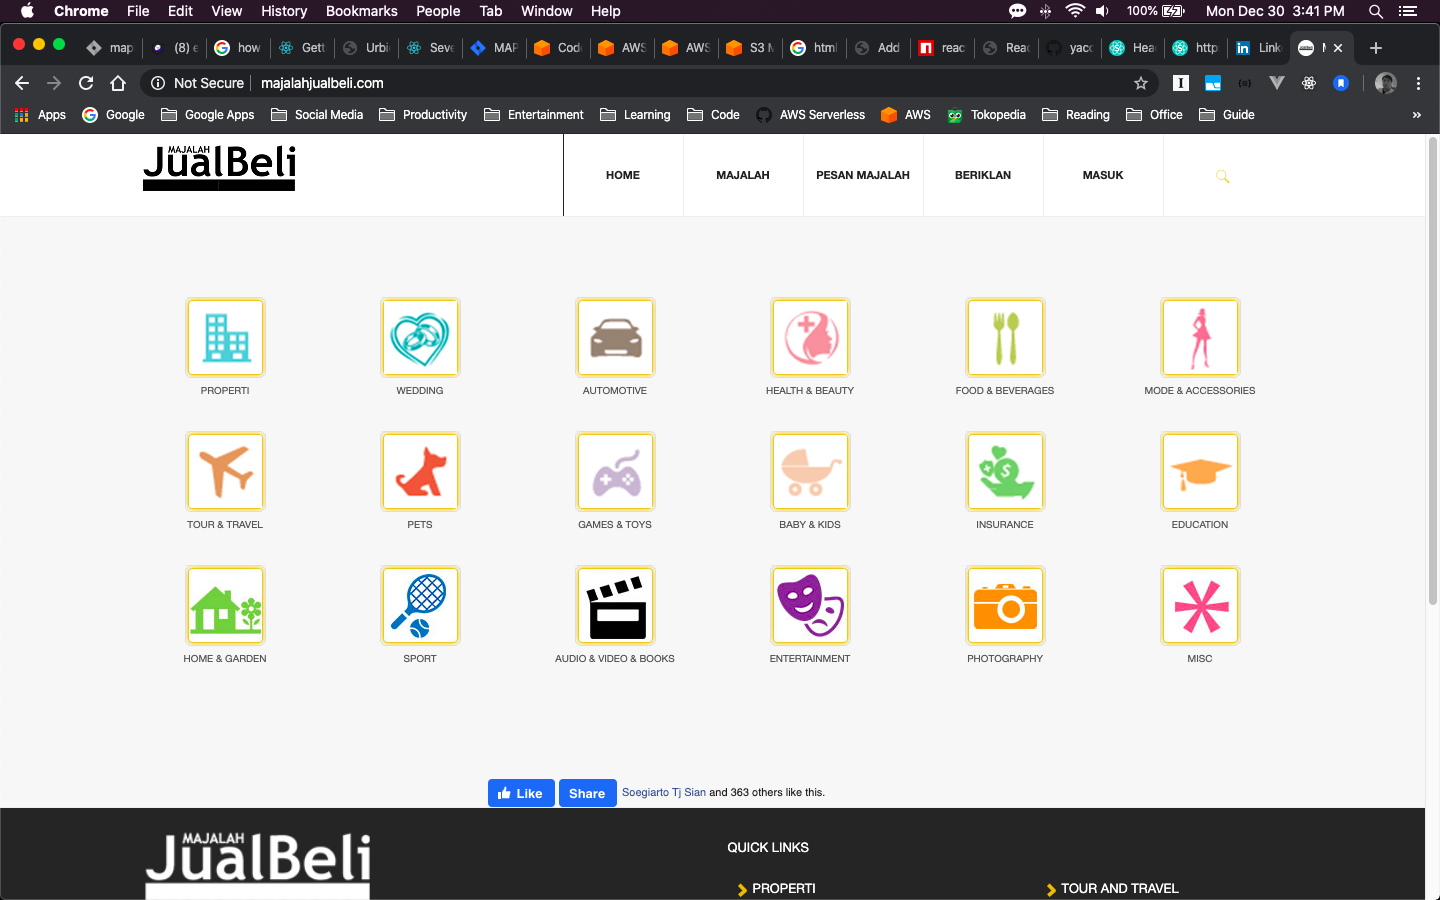 Chrome File Edit View History Bookmarks People Tab Window Help 100% Mon Dec 30 3:41 PM
map (8) how Gett Urbi Seve MAP Code AWS AWS S3 html Add reac Rea yacc Hea http Link
Not Secure majalahjualbeli.com
Apps Google Google Apps Social Media Productivity Entertainment Learning Code AWS Serverless AWS Tokopedia Reading Office Guide »
MAJALAH
JualBeli
HOME MAJALAH PESAN MAJALAH BERIKLAN MASUK
PROPERTI WEDDING AUTOMOTIVE HEALTH & BEAUTY FOOD & BEVERAGES MODE & ACCESSORIES
TOUR & TRAVEL PETS GAMES & TOYS BABY & KIDS INSURANCE EDUCATION
HOME & GARDEN SPORT AUDIO & VIDEO & BOOKS ENTERTAINMENT PHOTOGRAPHY MISC
Like Share Soegiarto Tj Sian and 363 others like this.
MAJALAH
JualBeli
QUICK LINKS
PROPERTI TOUR AND TRAVEL